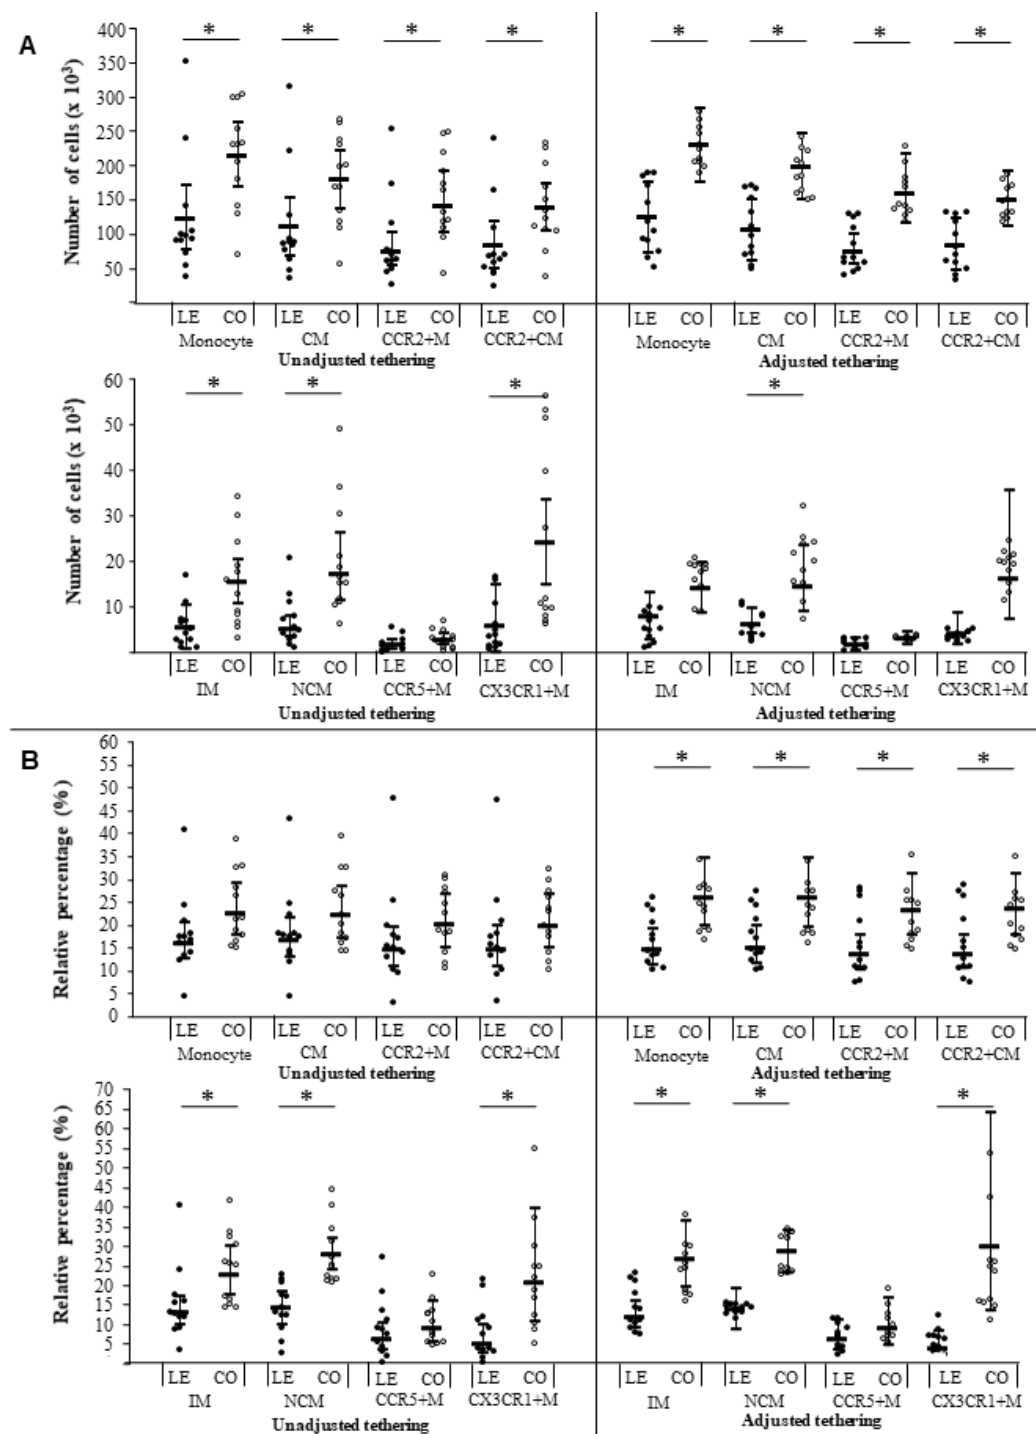 A
Number of cells (x 10³)
400
350
300
250
200
150
100
50
* * * * * * * *
LE CO LE CO LE CO LE CO LE CO LE CO LE CO LE CO
Monocyte CM CCR2+M CCR2+CM Monocyte CM CCR2+M CCR2+CM
Unadjusted tethering Adjusted tethering
Number of cells (x 10³)
60
50
40
30
20
10
* * * *
LE CO LE CO LE CO LE CO LE CO LE CO LE CO LE CO
IM NCM CCR5+M CX3CR1+M IM NCM CCR5+M CX3CR1+M
Unadjusted tethering Adjusted tethering
B
Relative percentage (%)
60
55
50
45
40
35
30
25
20
15
10
5
0
* * * *
LE CO LE CO LE CO LE CO LE CO LE CO LE CO LE CO
Monocyte CM CCR2+M CCR2+CM Monocyte CM CCR2+M CCR2+CM
Unadjusted tethering Adjusted tethering
Relative percentage (%)
70
65
60
55
50
45
40
35
30
25
20
15
10
5
* * * * * *
LE CO LE CO LE CO LE CO LE CO LE CO LE CO LE CO
IM NCM CCR5+M CX3CR1+M IM NCM CCR5+M CX3CR1+M
Unadjusted tethering Adjusted tethering